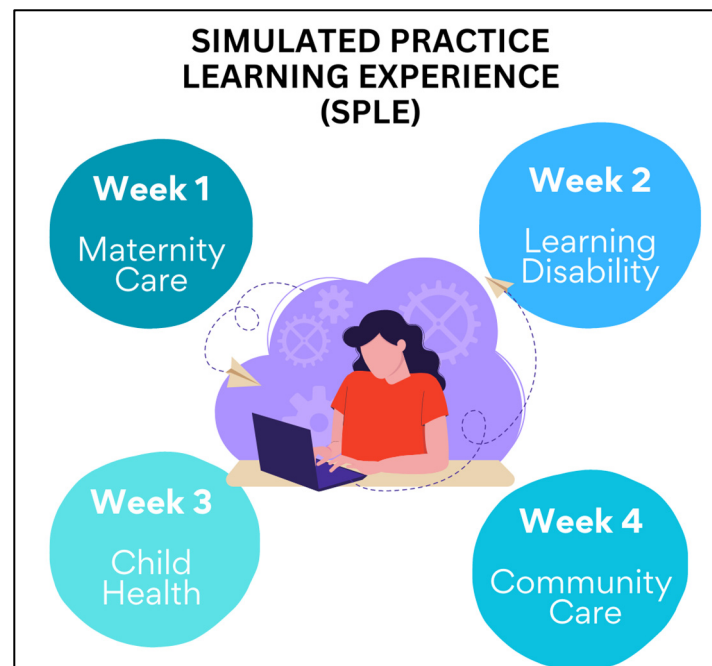 SIMULATED PRACTICE
LEARNING EXPERIENCE
(SPLE)
Week 1
Maternity
Care
Week 2
Learning
Disability
Week 3
Child
Health
Week 4
Community
Care